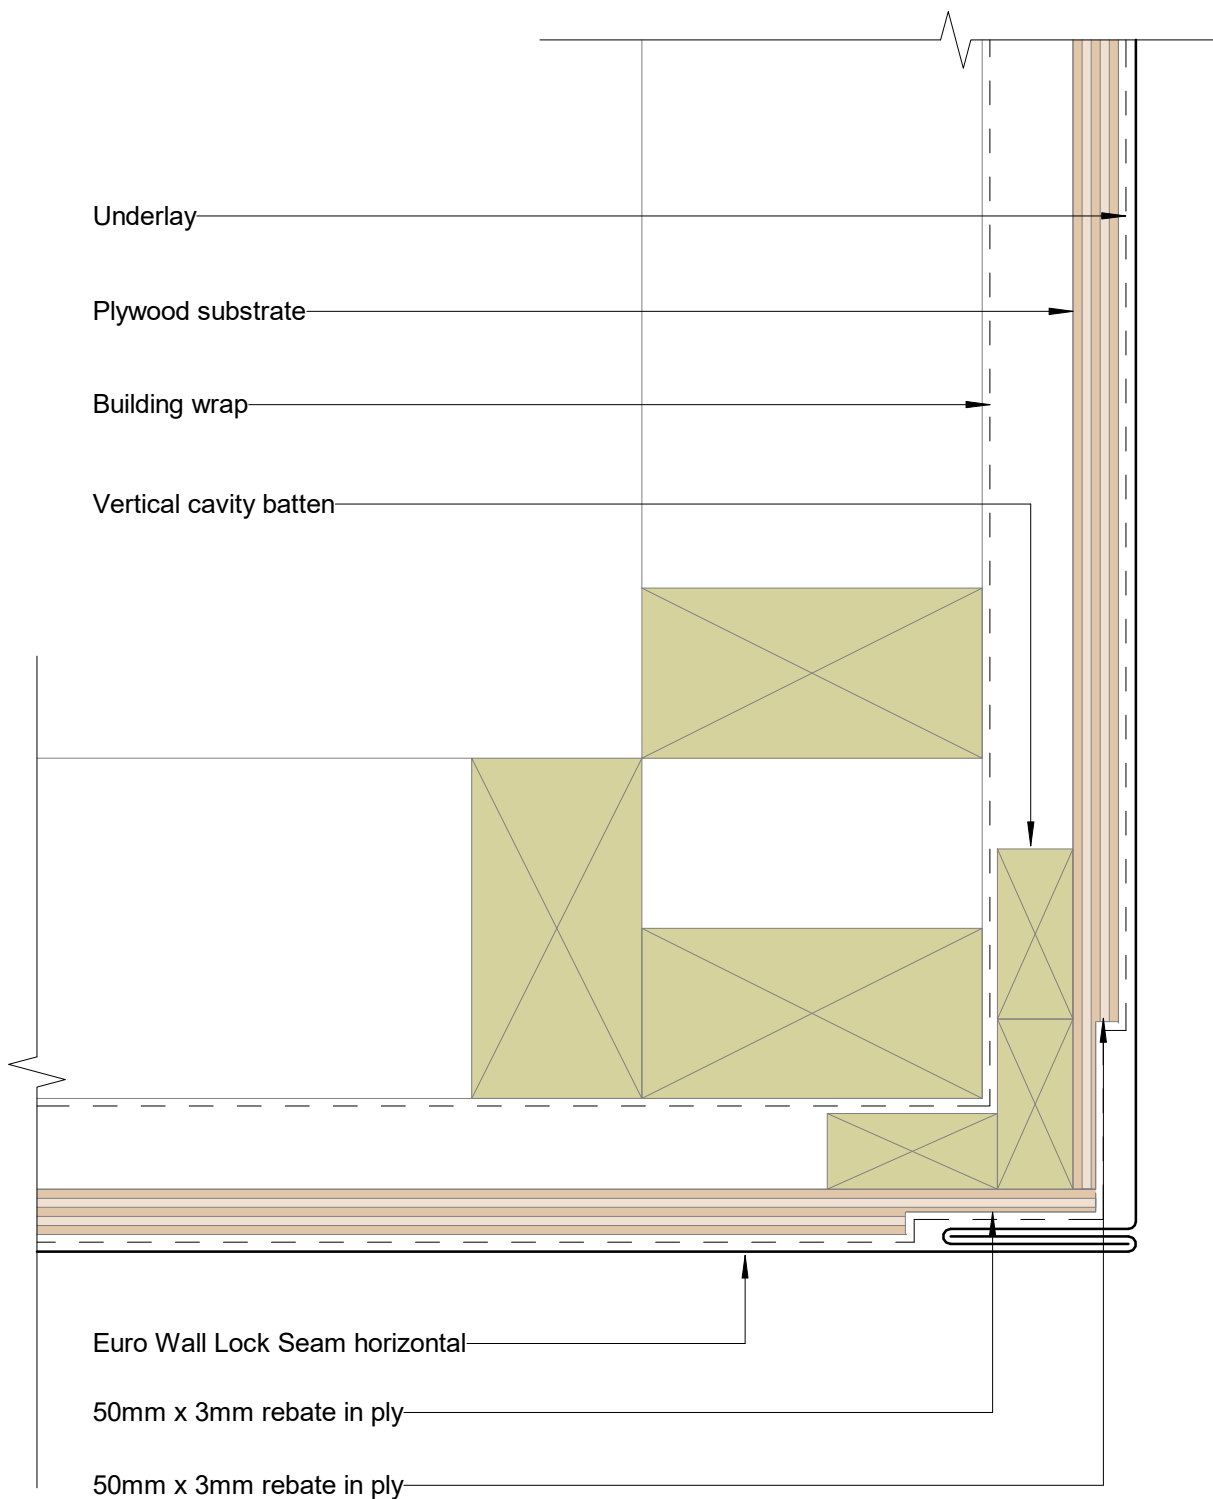 Underlay
Plywood substrate
Building wrap
Vertical cavity batten
Euro Wall Lock Seam horizontal
50mm x 3mm rebate in ply
50mm x 3mm rebate in ply